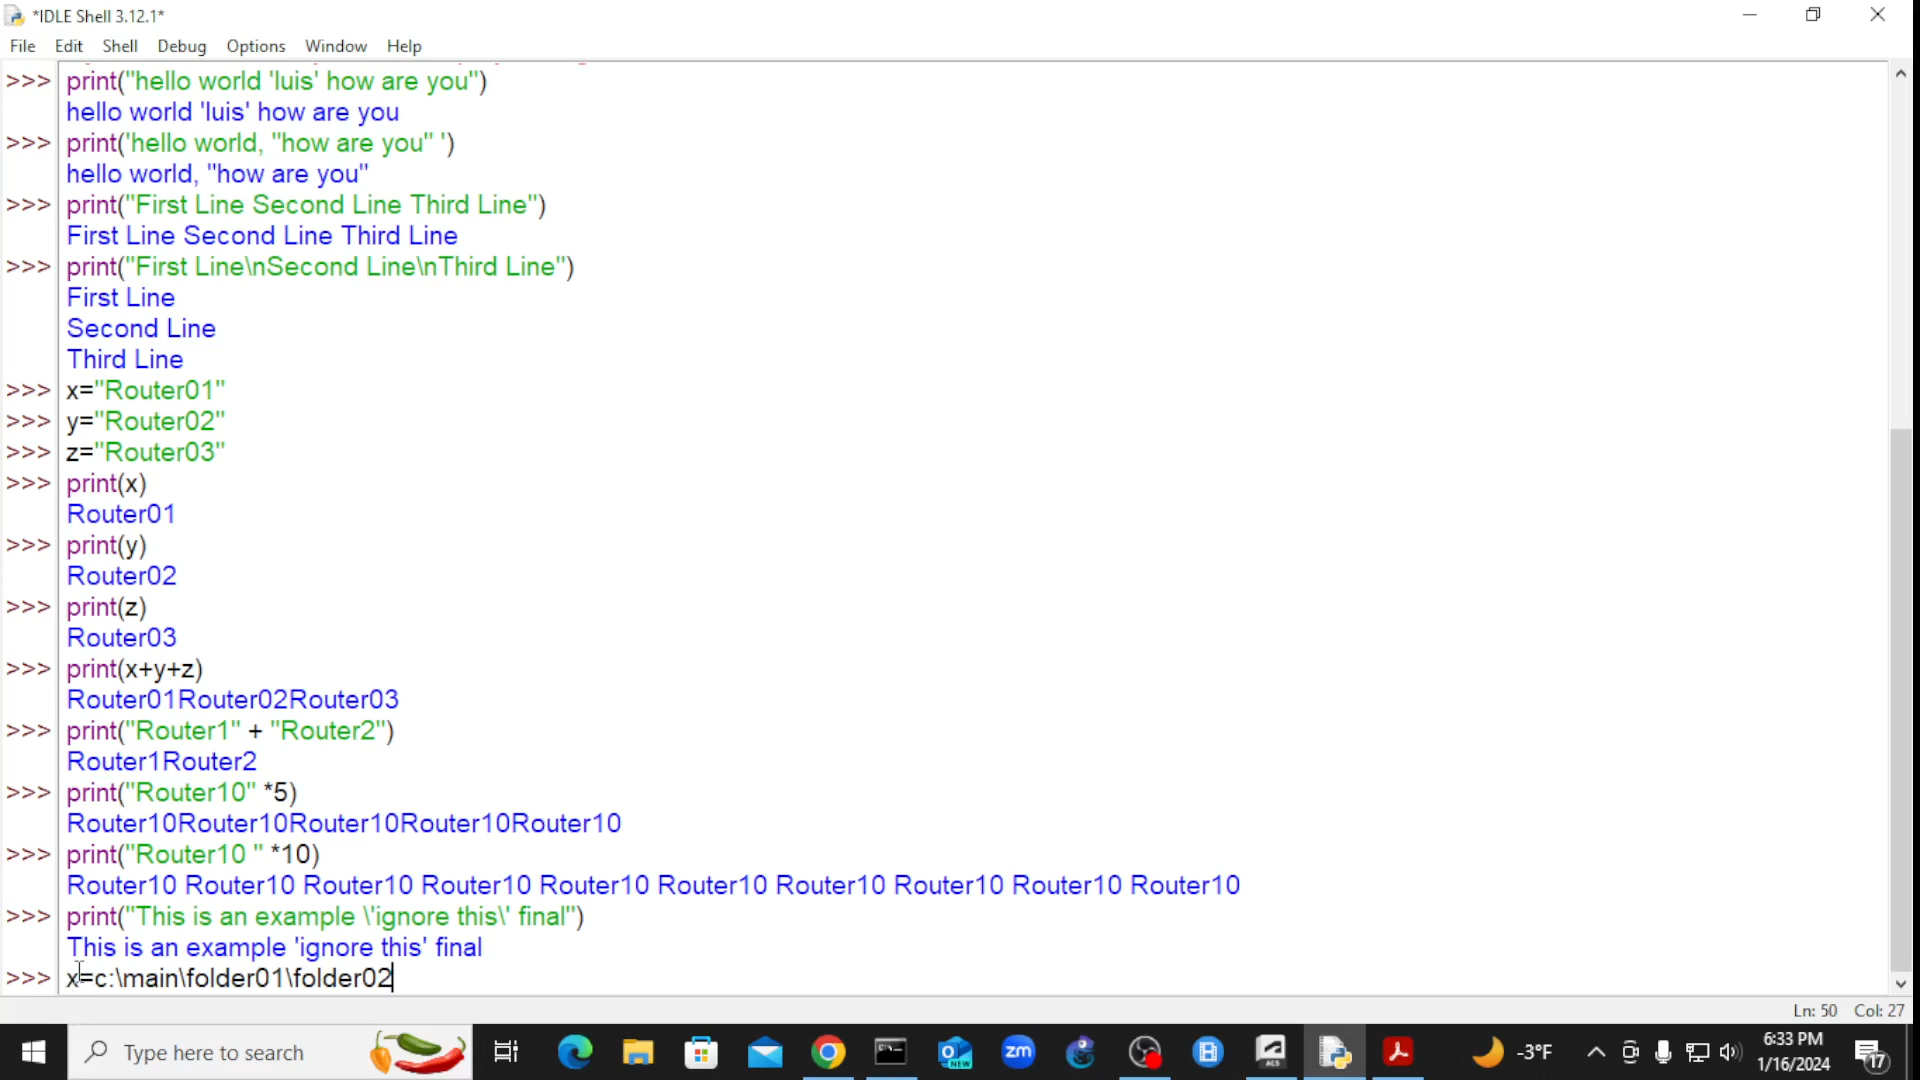 *IDLE Shell 3.12.1*
File Edit Shell Debug Options Window Help
>>> print("hello world 'luis' how are you")
hello world 'luis' how are you
>>> print('hello world, "how are you" ')
hello world, "how are you"
>>> print("First Line Second Line Third Line")
First Line Second Line Third Line
>>> print("First Line\nSecond Line\nThird Line")
First Line
Second Line
Third Line
>>> x="Router01"
>>> y="Router02"
>>> z="Router03"
>>> print(x)
Router01
>>> print(y)
Router02
>>> print(z)
Router03
>>> print(x+y+z)
Router01Router02Router03
>>> print("Router1" + "Router2")
Router1Router2
>>> print("Router10" *5)
Router10Router10Router10Router10Router10
>>> print("Router10 " *10)
Router10 Router10 Router10 Router10 Router10 Router10 Router10 Router10 Router10 Router10
>>> print("This is an example \'ignore this\' final")
This is an example 'ignore this' final
>>> x=c:\main\folder01\folder02
Ln: 50 Col: 27
Type here to search
NEW
zm
ACS
-3°F
6:33 PM
1/16/2024
17